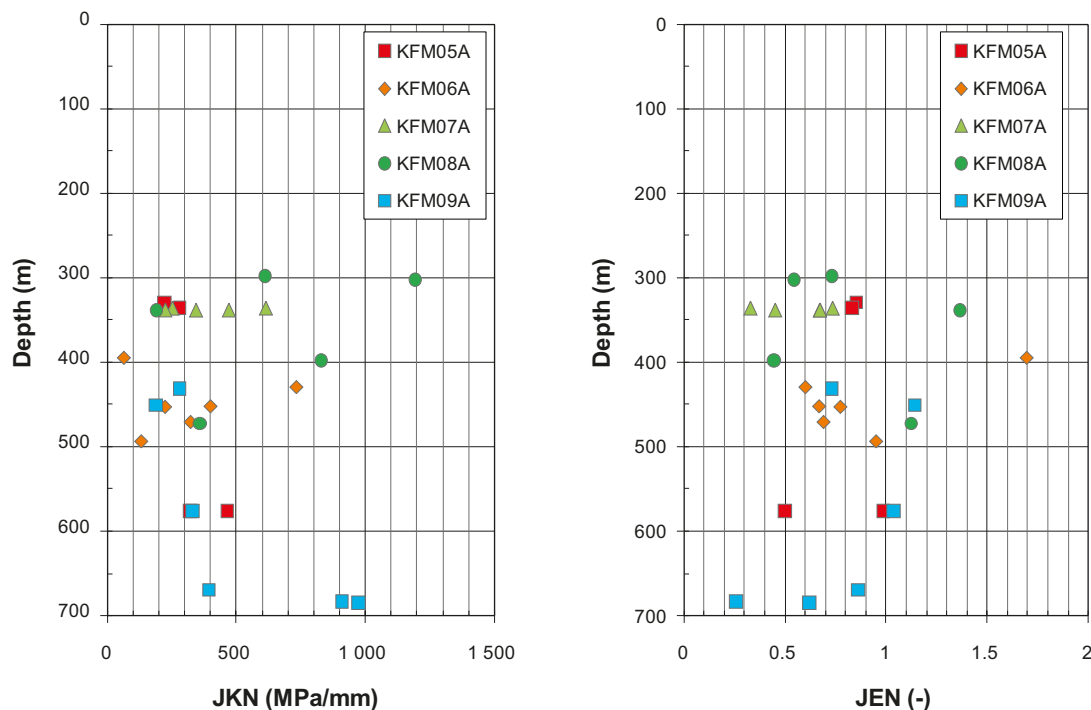 0
100
200
300
400
500
600
700
Depth (m)
0
500
1 000
1 500
JKN (MPa/mm)
KFM05A
KFM06A
KFM07A
KFM08A
KFM09A
0
100
200
300
400
500
600
700
Depth (m)
0
0.5
1
1.5
2
JEN (-)
KFM05A
KFM06A
KFM07A
KFM08A
KFM09A